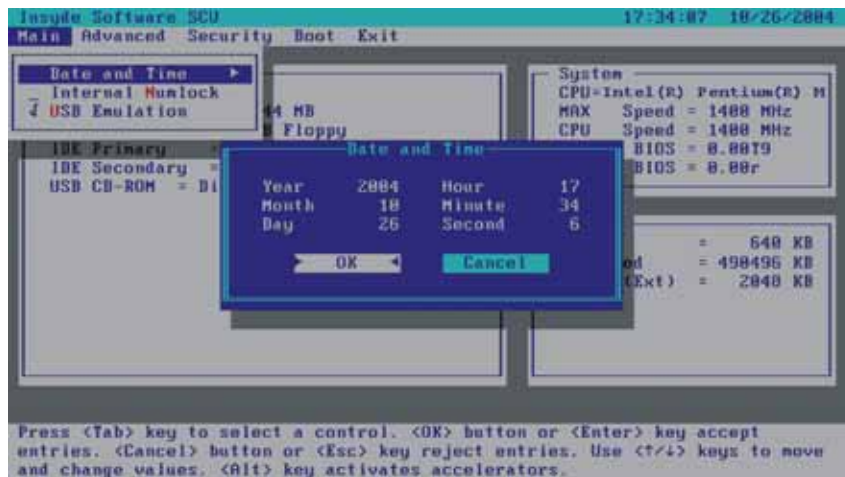 Insyde Software SCU 17:34:07 10/26/2004
Main Advanced Security Boot Exit
Date and Time
Internal Numlock
USB Emulation
44 MB
Floppy
IDE Primary =
IDE Secondary =
USB CD-ROM = Di
System
CPU=Intel(R) Pentium(R) M
MAX Speed = 1400 MHz
CPU Speed = 1400 MHz
BIOS = 0.00T9
BIOS = 0.00r
Date and Time
Year 2004 Hour 17
Month 10 Minute 34
Day 26 Second 6
OK Cancel
= 640 KB
ed = 490496 KB
(Ext) = 2048 KB
Press <Tab> key to select a control. <OK> button or <Enter> key accept
entries. <Cancel> button or <Esc> key reject entries. Use <↑/↓> keys to move
and change values. <Alt> key activates accelerators.